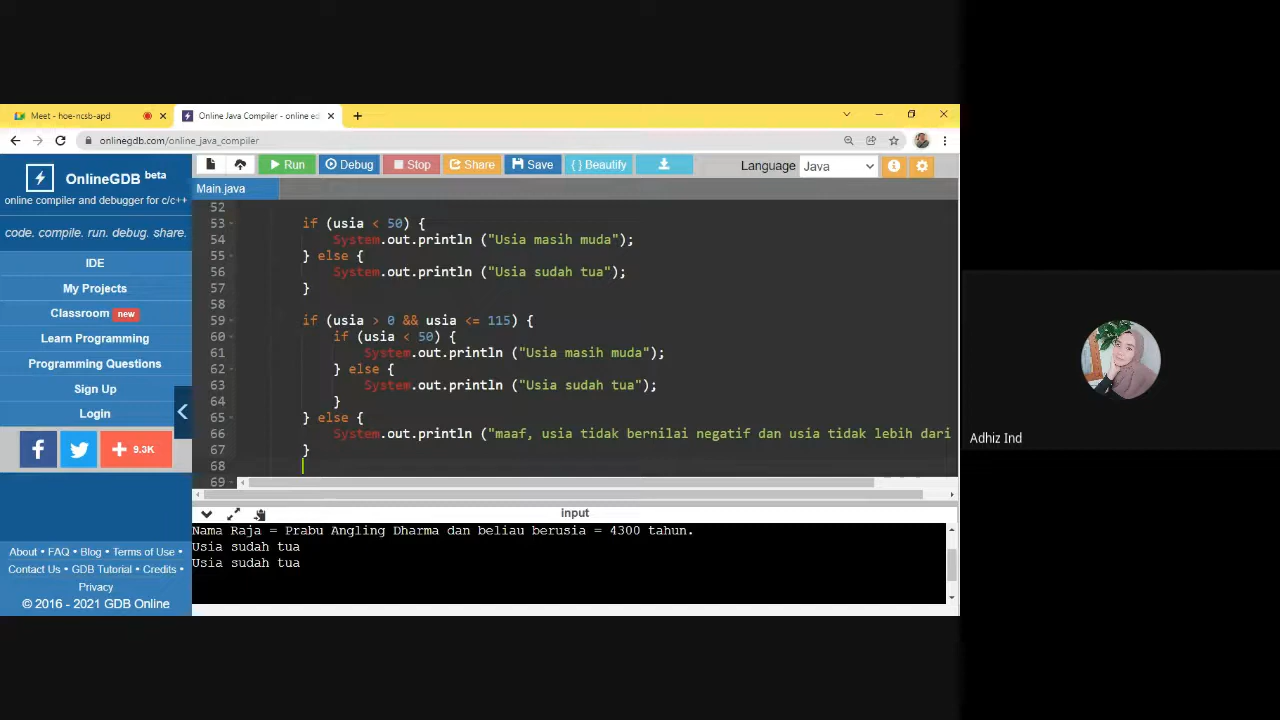 Meet - hoe-ncsb-apd
Online Java Compiler - online ed
onlinegdb.com/online_java_compiler
OnlineGDB beta
online compiler and debugger for c/c++
code. compile. run. debug. share.
IDE
My Projects
Classroom new
Learn Programming
Programming Questions
Sign Up
Login
9.3K
About • FAQ • Blog • Terms of Use •
Contact Us • GDB Tutorial • Credits •
Privacy
© 2016 - 2021 GDB Online
Run
Debug
Stop
Share
Save
{ } Beautify
Language
Java
Main.java
52
53 if (usia < 50) {
54 System.out.println ("Usia masih muda");
55 } else {
56 System.out.println ("Usia sudah tua");
57 }
58
59 if (usia > 0 && usia <= 115) {
60 if (usia < 50) {
61 System.out.println ("Usia masih muda");
62 } else {
63 System.out.println ("Usia sudah tua");
64 }
65 } else {
66 System.out.println ("maaf, usia tidak bernilai negatif dan usia tidak lebih dari
67 }
68
69
input
Nama Raja = Prabu Angling Dharma dan beliau berusia = 4300 tahun.
Usia sudah tua
Usia sudah tua
Adhiz Ind